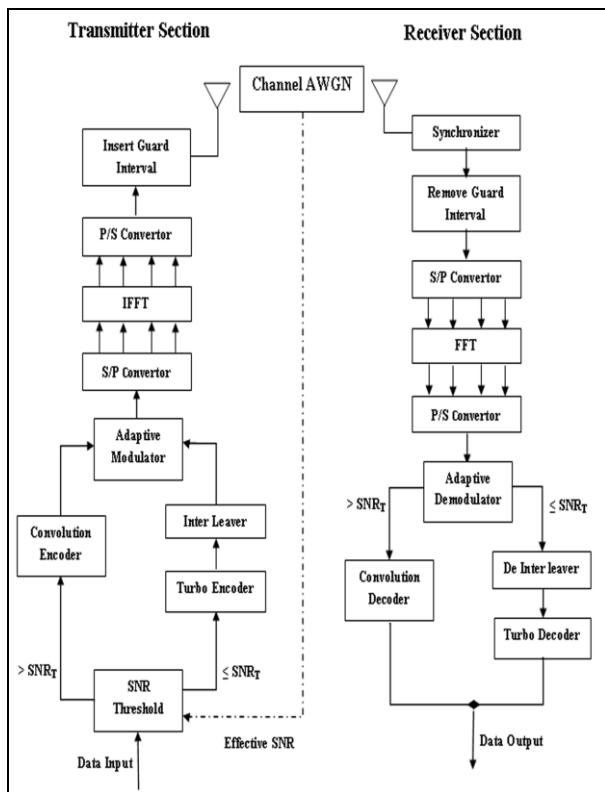 Transmitter Section
Receiver Section
Channel AWGN
Insert Guard
Interval
P/S Convertor
IFFT
S/P Convertor
Adaptive
Modulator
Convolution
Encoder
Inter Leaver
Turbo Encoder
> SNRT
≤ SNRT
SNR
Threshold
Effective SNR
Data Input
Synchronizer
Remove Guard
Interval
S/P Convertor
FFT
P/S Convertor
Adaptive
Demodulator
> SNRT
≤ SNRT
Convolution
Decoder
De Inter leaver
Turbo Decoder
Data Output